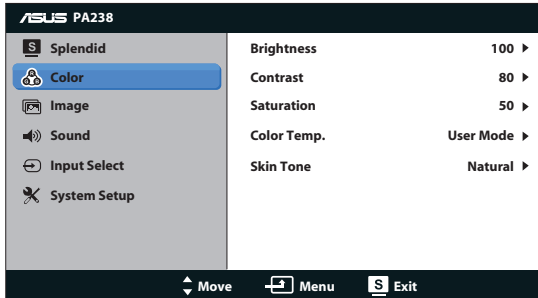 ASUS PA238
S Splendid
Color
Image
Sound
Input Select
System Setup
Brightness 100
Contrast 80
Saturation 50
Color Temp. User Mode
Skin Tone Natural
Move Menu S Exit